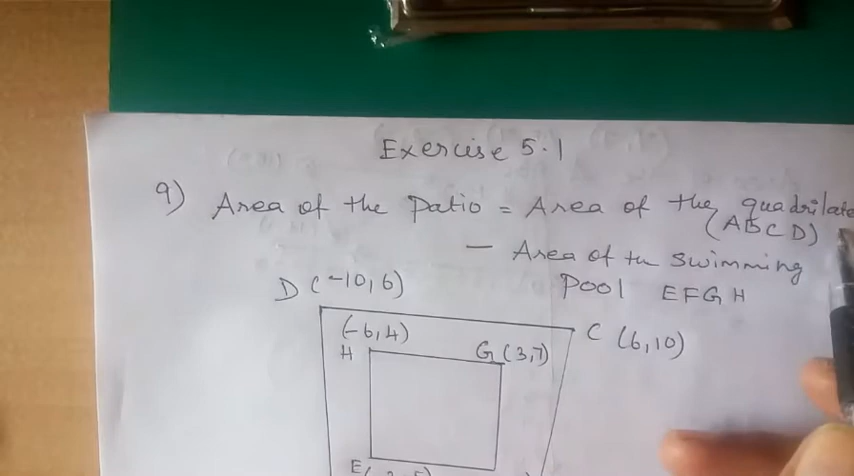 Exercise 5.1
9) Area of the Patio = Area of the quadrilate
(ABCD)
— Area of the swimming
Pool EFGH
D (-10,6)
(-6,4)
H
G (3,7)
C (6,10)